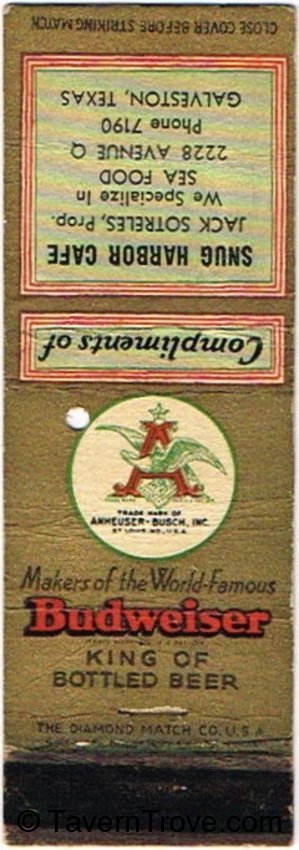 CLOSE COVER BEFORE STRIKING MATCH
Compliments of
SNUG HARBOR CAFE
JACK SOTRELES, Prop.
We Specialize In
SEA FOOD
2228 AVENUE Q
Phone 7190
GALVESTON, TEXAS
A
TRADE MARK OF
ANHEUSER-BUSCH, INC.
ST. LOUIS, MO., U.S.A.
Makers of the World-Famous
Budweiser
KING OF
BOTTLED BEER
THE DIAMOND MATCH CO. U.S.A.
© TavernTrove.com